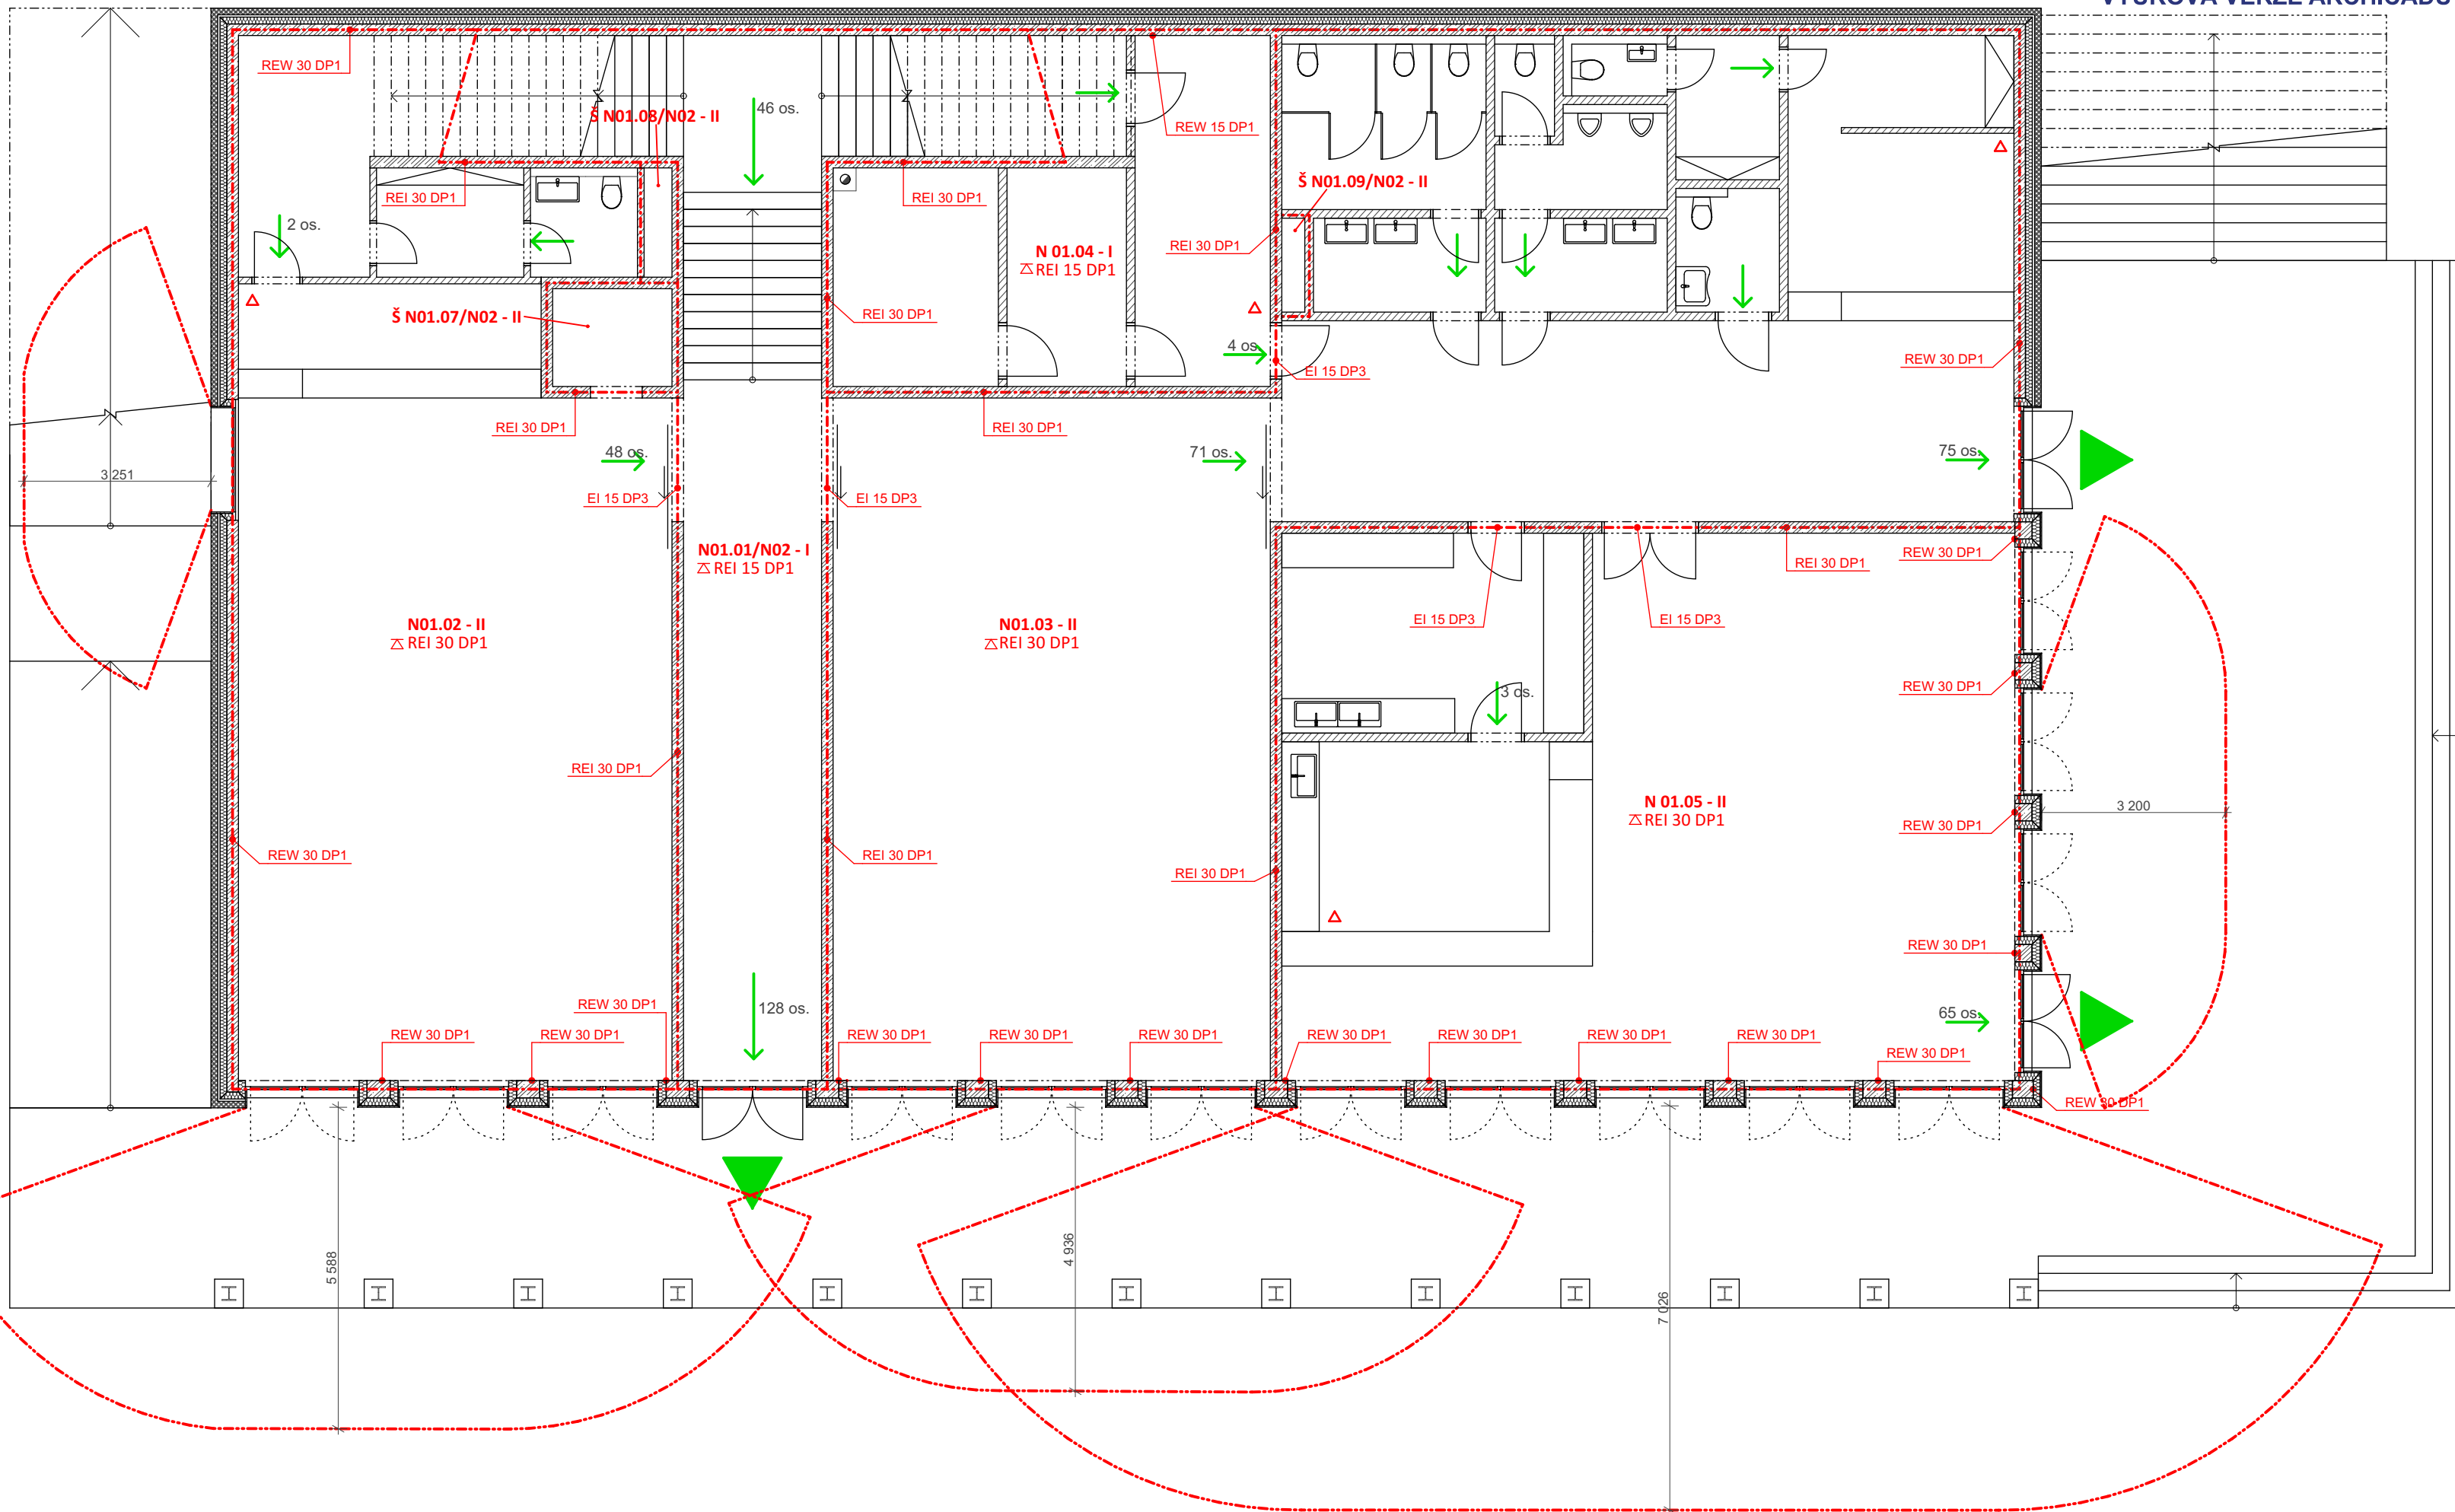 VÝUKOVÁ VERZE ARCHICADU
REW 30 DP1
46 os.
Š N01.08/N02 - II
REW 15 DP1
REI 30 DP1
REI 30 DP1
Š N01.09/N02 - II
2 os.
N 01.04 - I
REI 15 DP1
REI 30 DP1
Š N01.07/N02 - II
REI 30 DP1
4 os.
EI 15 DP3
REW 30 DP1
REI 30 DP1
REI 30 DP1
48 os.
71 os.
75 os.
3 251
EI 15 DP3
EI 15 DP3
N01.01/N02 - I
REI 15 DP1
REW 30 DP1
REI 30 DP1
N01.02 - II
REI 30 DP1
N01.03 - II
REI 30 DP1
EI 15 DP3
EI 15 DP3
REW 30 DP1
3 os.
REI 30 DP1
N 01.05 - II
REI 30 DP1
3 200
REW 30 DP1
REW 30 DP1
REI 30 DP1
REI 30 DP1
REW 30 DP1
REW 30 DP1
128 os.
65 os.
REW 30 DP1
REW 30 DP1
REW 30 DP1
REW 30 DP1
REW 30 DP1
REW 30 DP1
REW 30 DP1
REW 30 DP1
REW 30 DP1
REW 30 DP1
REW 30 DP1
5 588
4 936
7 026